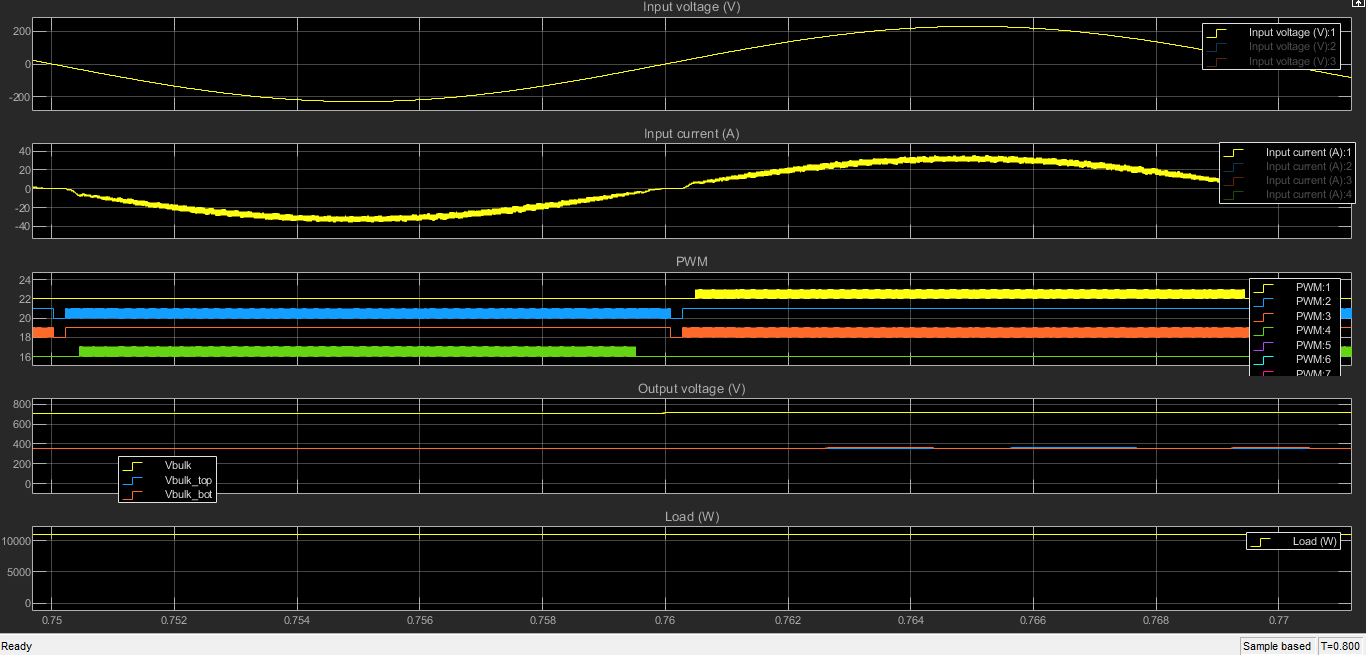 Input voltage (V)
200
0
-200
Input voltage (V):1
Input voltage (V):2
Input voltage (V):3
Input current (A)
40
20
0
-20
-40
Input current (A):1
Input current (A):2
Input current (A):3
Input current (A):4
PWM
24
22
20
18
16
PWM:1
PWM:2
PWM:3
PWM:4
PWM:5
PWM:6
PWM:7
Output voltage (V)
800
600
400
200
0
Vbulk
Vbulk_top
Vbulk_bot
Load (W)
10000
5000
0
Load (W)
0.75 0.752 0.754 0.756 0.758 0.76 0.762 0.764 0.766 0.768 0.77
Ready Sample based T=0.800